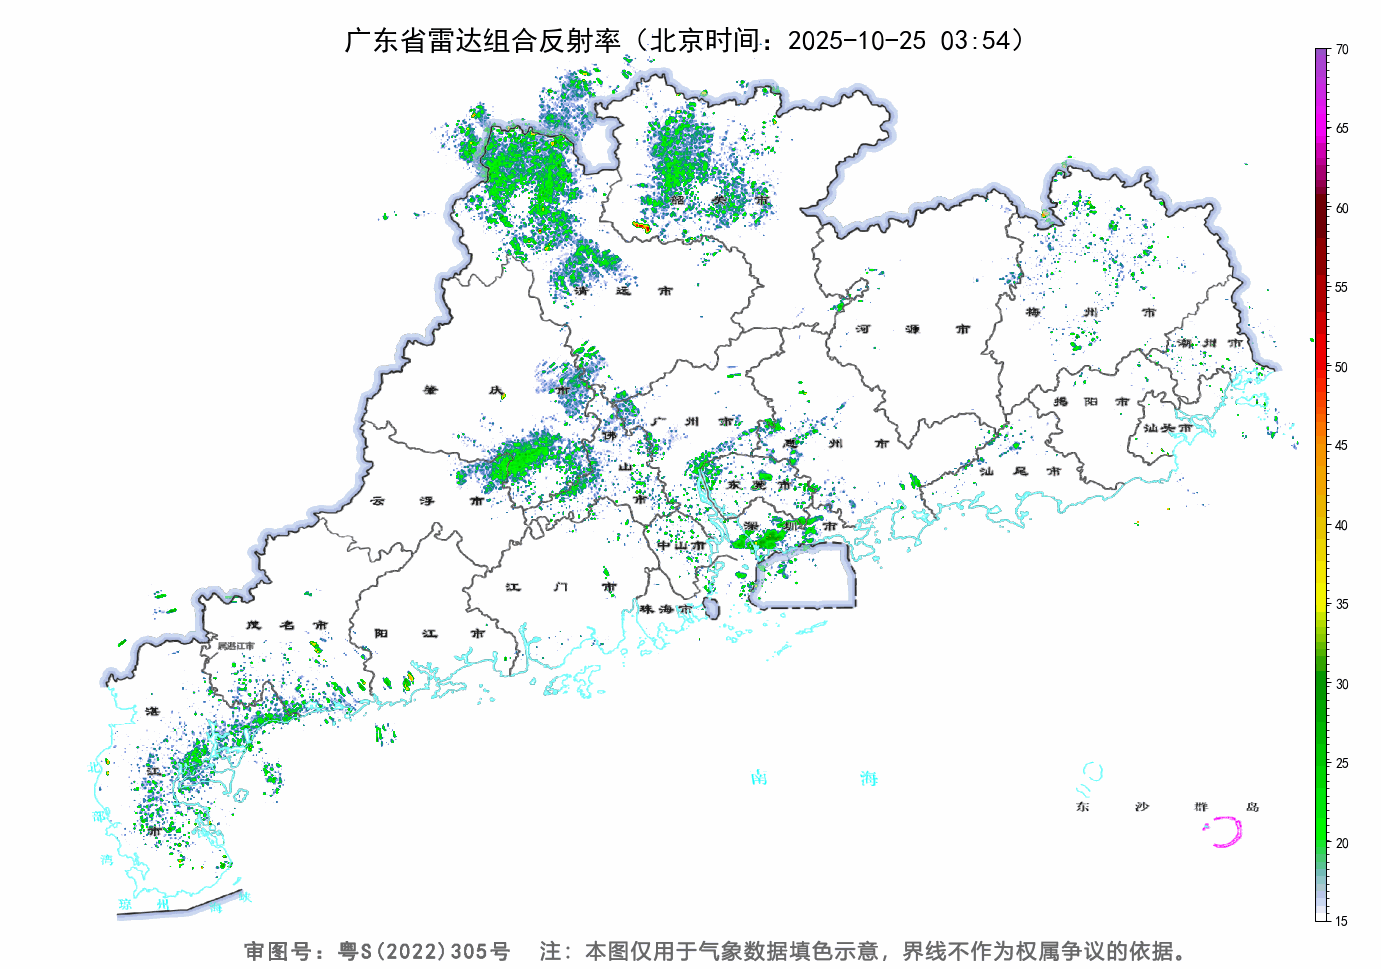 广东省雷达组合反射率（北京时间：2025-10-25 03:54）
70
65
60
55
50
45
40
35
30
25
20
15
韶关市
清远市
河源市
梅州市
潮州市
肇庆市
广州市
惠州市
揭阳市
汕头市
佛山市
汕尾市
云浮市
东莞市
深圳市
中山市
江门市
珠海市
茂名市
阳江市
属湛江市
湛江市
北部湾
南海
东沙群岛
琼州海峡
审图号：粤S(2022)305号 注：本图仅用于气象数据填色示意，界线不作为权属争议的依据。